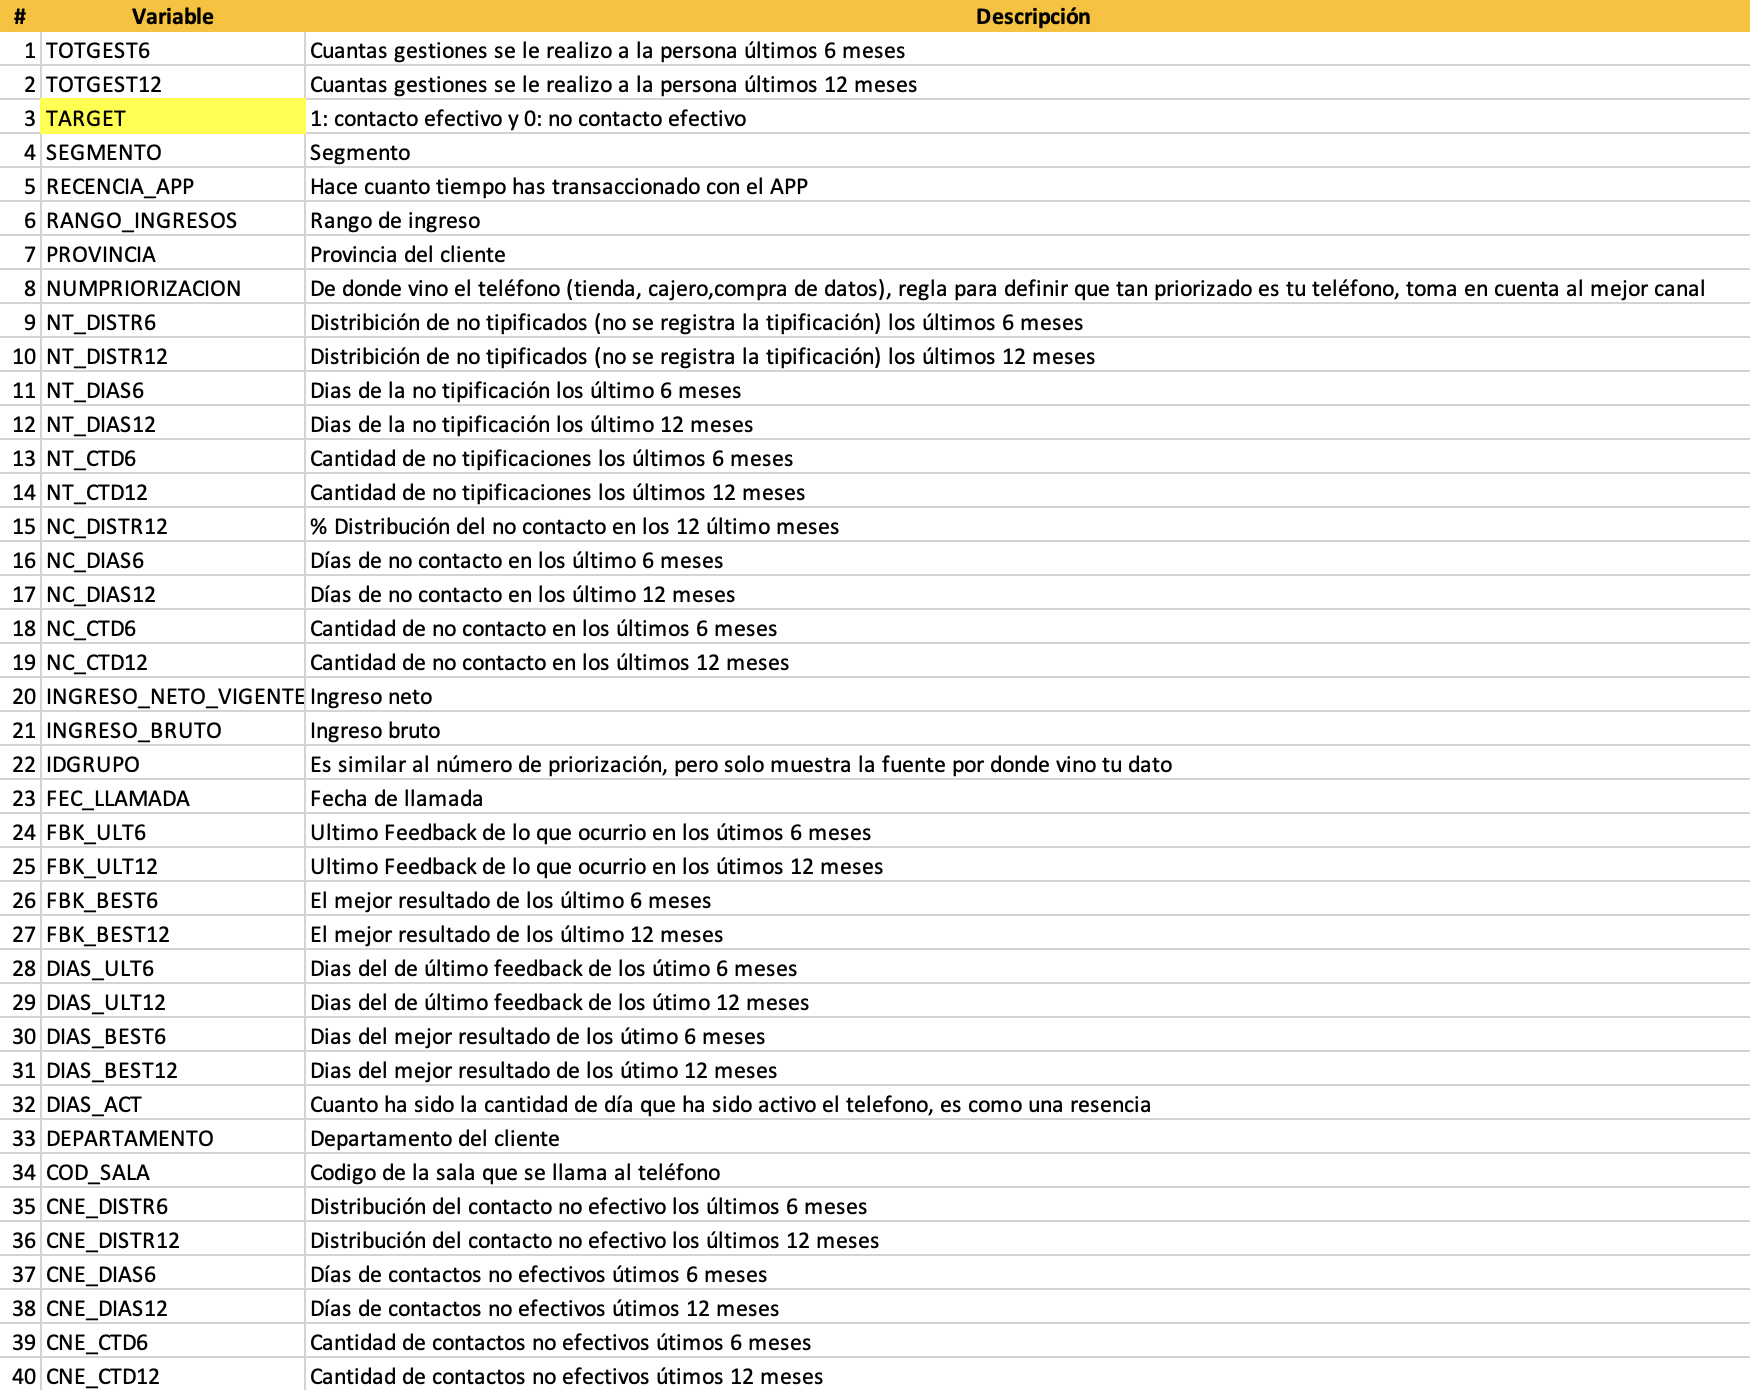 # Variable Descripción
1 TOTGEST6 Cuantas gestiones se le realizo a la persona últimos 6 meses
2 TOTGEST12 Cuantas gestiones se le realizo a la persona últimos 12 meses
3 TARGET 1: contacto efectivo y 0: no contacto efectivo
4 SEGMENTO Segmento
5 RECENCIA_APP Hace cuanto tiempo has transaccionado con el APP
6 RANGO_INGRESOS Rango de ingreso
7 PROVINCIA Provincia del cliente
8 NUMPRIORIZACION De donde vino el teléfono (tienda, cajero,compra de datos), regla para definir que tan priorizado es tu teléfono, toma en cuenta al mejor canal
9 NT_DISTR6 Distribición de no tipificados (no se registra la tipificación) los últimos 6 meses
10 NT_DISTR12 Distribición de no tipificados (no se registra la tipificación) los últimos 12 meses
11 NT_DIAS6 Dias de la no tipificación los último 6 meses
12 NT_DIAS12 Dias de la no tipificación los último 12 meses
13 NT_CTD6 Cantidad de no tipificaciones los últimos 6 meses
14 NT_CTD12 Cantidad de no tipificaciones los últimos 12 meses
15 NC_DISTR12 % Distribución del no contacto en los 12 último meses
16 NC_DIAS6 Días de no contacto en los último 6 meses
17 NC_DIAS12 Días de no contacto en los último 12 meses
18 NC_CTD6 Cantidad de no contacto en los últimos 6 meses
19 NC_CTD12 Cantidad de no contacto en los últimos 12 meses
20 INGRESO_NETO_VIGENTE Ingreso neto
21 INGRESO_BRUTO Ingreso bruto
22 IDGRUPO Es similar al número de priorización, pero solo muestra la fuente por donde vino tu dato
23 FEC_LLAMADA Fecha de llamada
24 FBK_ULT6 Ultimo Feedback de lo que ocurrio en los útimos 6 meses
25 FBK_ULT12 Ultimo Feedback de lo que ocurrio en los útimos 12 meses
26 FBK_BEST6 El mejor resultado de los último 6 meses
27 FBK_BEST12 El mejor resultado de los último 12 meses
28 DIAS_ULT6 Dias del de último feedback de los útimo 6 meses
29 DIAS_ULT12 Dias del de último feedback de los útimo 12 meses
30 DIAS_BEST6 Dias del mejor resultado de los útimo 6 meses
31 DIAS_BEST12 Dias del mejor resultado de los útimo 12 meses
32 DIAS_ACT Cuanto ha sido la cantidad de día que ha sido activo el telefono, es como una resencia
33 DEPARTAMENTO Departamento del cliente
34 COD_SALA Codigo de la sala que se llama al teléfono
35 CNE_DISTR6 Distribución del contacto no efectivo los últimos 6 meses
36 CNE_DISTR12 Distribución del contacto no efectivo los últimos 12 meses
37 CNE_DIAS6 Días de contactos no efectivos útimos 6 meses
38 CNE_DIAS12 Días de contactos no efectivos útimos 12 meses
39 CNE_CTD6 Cantidad de contactos no efectivos útimos 6 meses
40 CNE_CTD12 Cantidad de contactos no efectivos útimos 12 meses